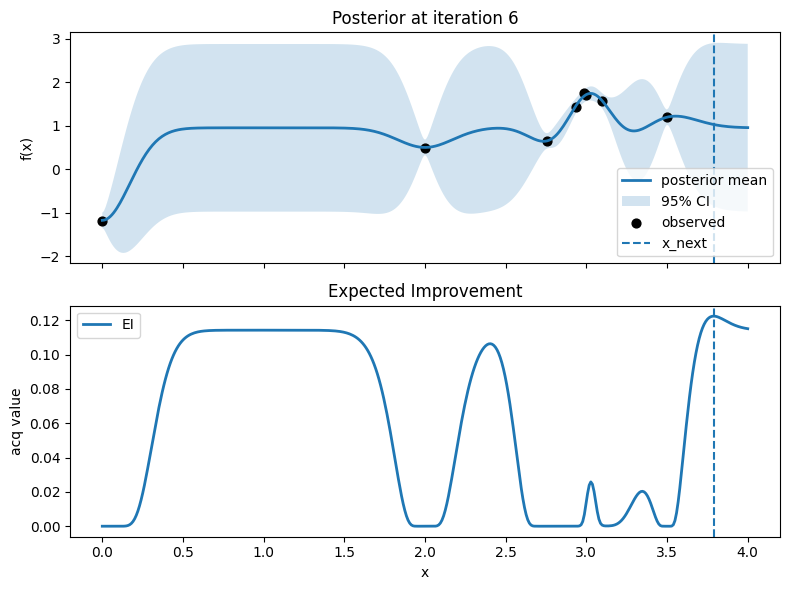 Posterior at iteration 6
f(x)
3
2
1
0
−1
−2
posterior mean
95% CI
observed
x_next
Expected Improvement
acq value
0.12
0.10
0.08
0.06
0.04
0.02
0.00
EI
0.0 0.5 1.0 1.5 2.0 2.5 3.0 3.5 4.0
x